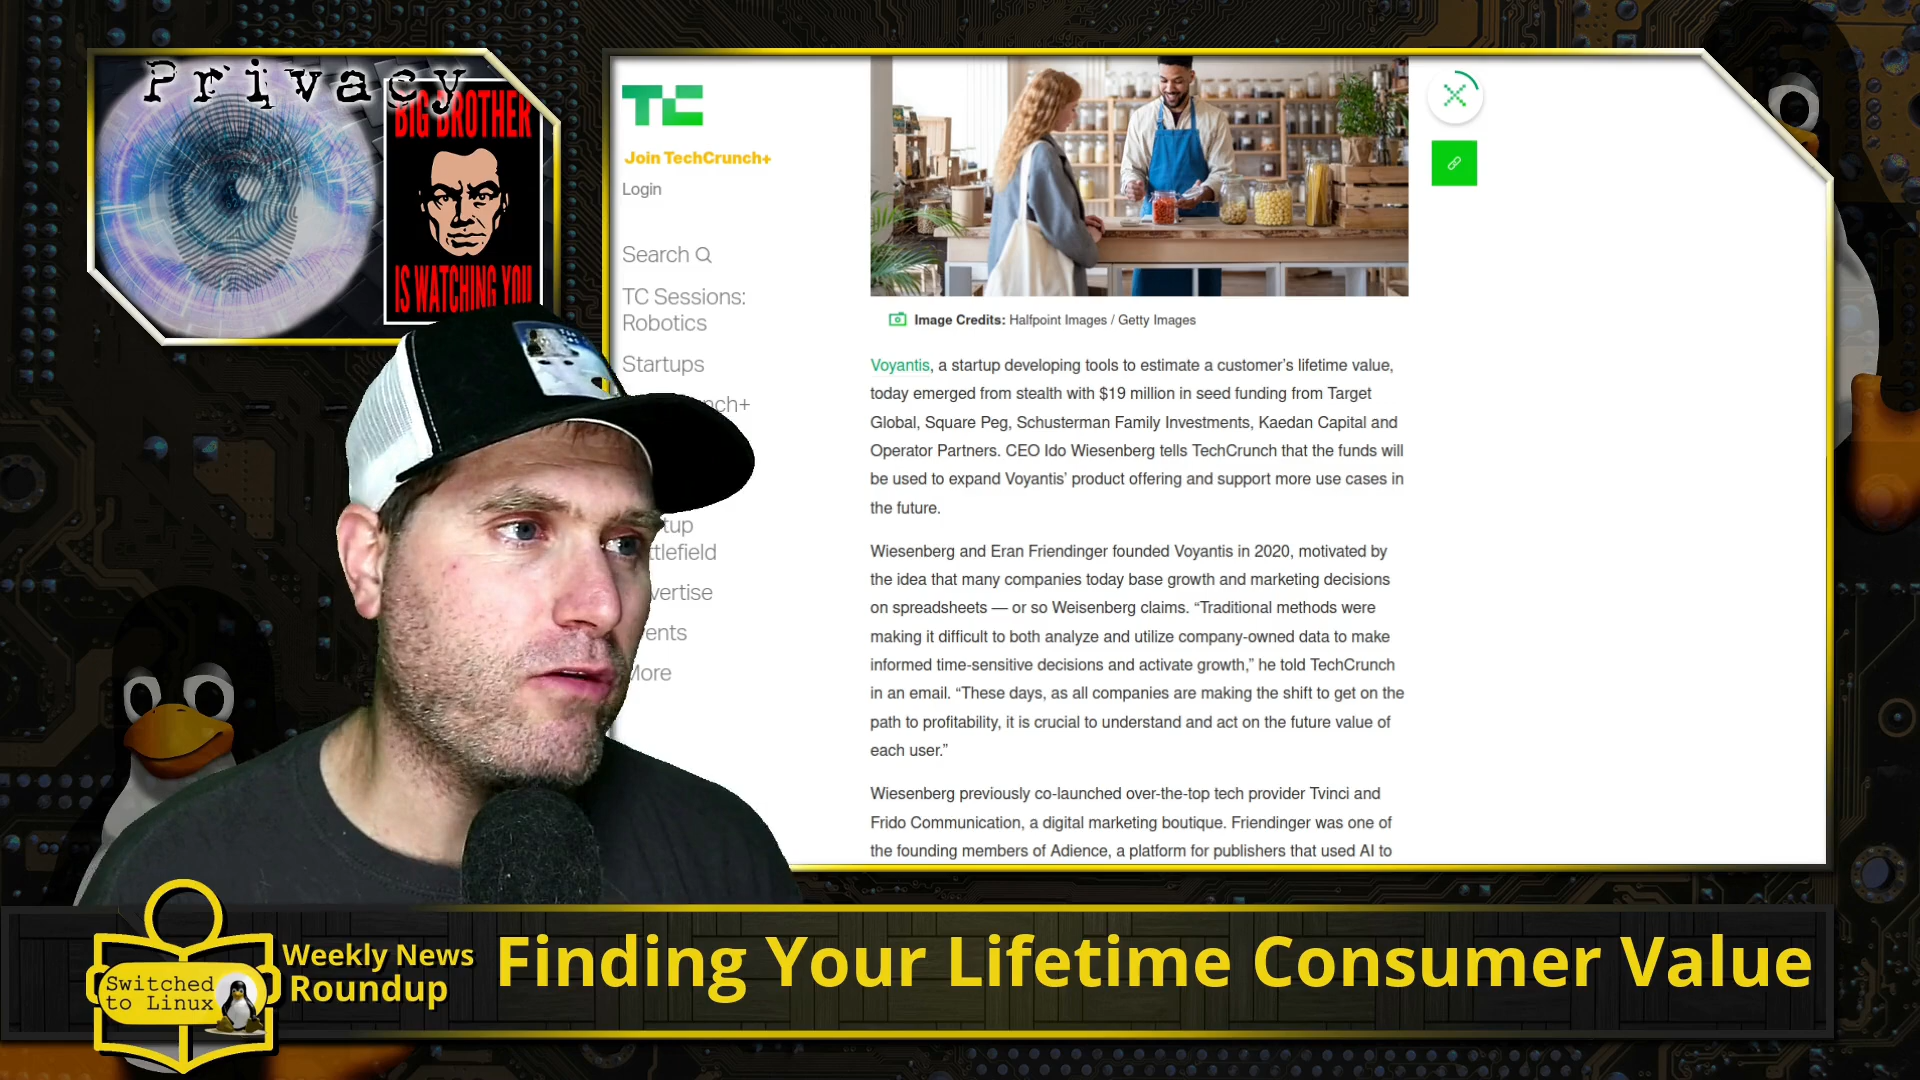 Privacy
BIG BROTHER
IS WATCHING YOU
TC
Join TechCrunch+
Login
Search
TC Sessions:
Robotics
Startups
nch+
tup
ttlefield
vertise
ents
More
Image Credits: Halfpoint Images / Getty Images
Voyantis, a startup developing tools to estimate a customer’s lifetime value,
today emerged from stealth with $19 million in seed funding from Target
Global, Square Peg, Schusterman Family Investments, Kaedan Capital and
Operator Partners. CEO Ido Wiesenberg tells TechCrunch that the funds will
be used to expand Voyantis’ product offering and support more use cases in
the future.
Wiesenberg and Eran Friendinger founded Voyantis in 2020, motivated by
the idea that many companies today base growth and marketing decisions
on spreadsheets — or so Weisenberg claims. “Traditional methods were
making it difficult to both analyze and utilize company-owned data to make
informed time-sensitive decisions and activate growth,” he told TechCrunch
in an email. “These days, as all companies are making the shift to get on the
path to profitability, it is crucial to understand and act on the future value of
each user.”
Wiesenberg previously co-launched over-the-top tech provider Tvinci and
Frido Communication, a digital marketing boutique. Friendinger was one of
the founding members of Adience, a platform for publishers that used AI to
Switched
to Linux
Weekly News
Roundup
Finding Your Lifetime Consumer Value